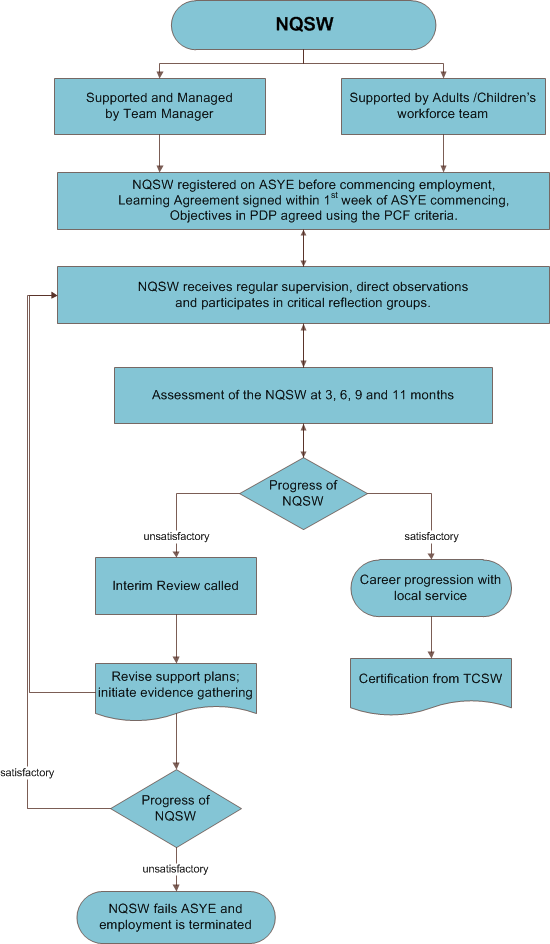 NQSW
Supported and Managed
by Team Manager
Supported by Adults /Children's
workforce team
NQSW registered on ASYE before commencing employment,
Learning Agreement signed within 1st week of ASYE commencing,
Objectives in PDP agreed using the PCF criteria.
NQSW receives regular supervision, direct observations
and participates in critical reflection groups.
Assessment of the NQSW at 3, 6, 9 and 11 months
Progress of
NQSW
unsatisfactory
satisfactory
Interim Review called
Career progression with
local service
Revise support plans;
initiate evidence gathering
Certification from TCSW
satisfactory
Progress of
NQSW
unsatisfactory
NQSW fails ASYE and
employment is terminated